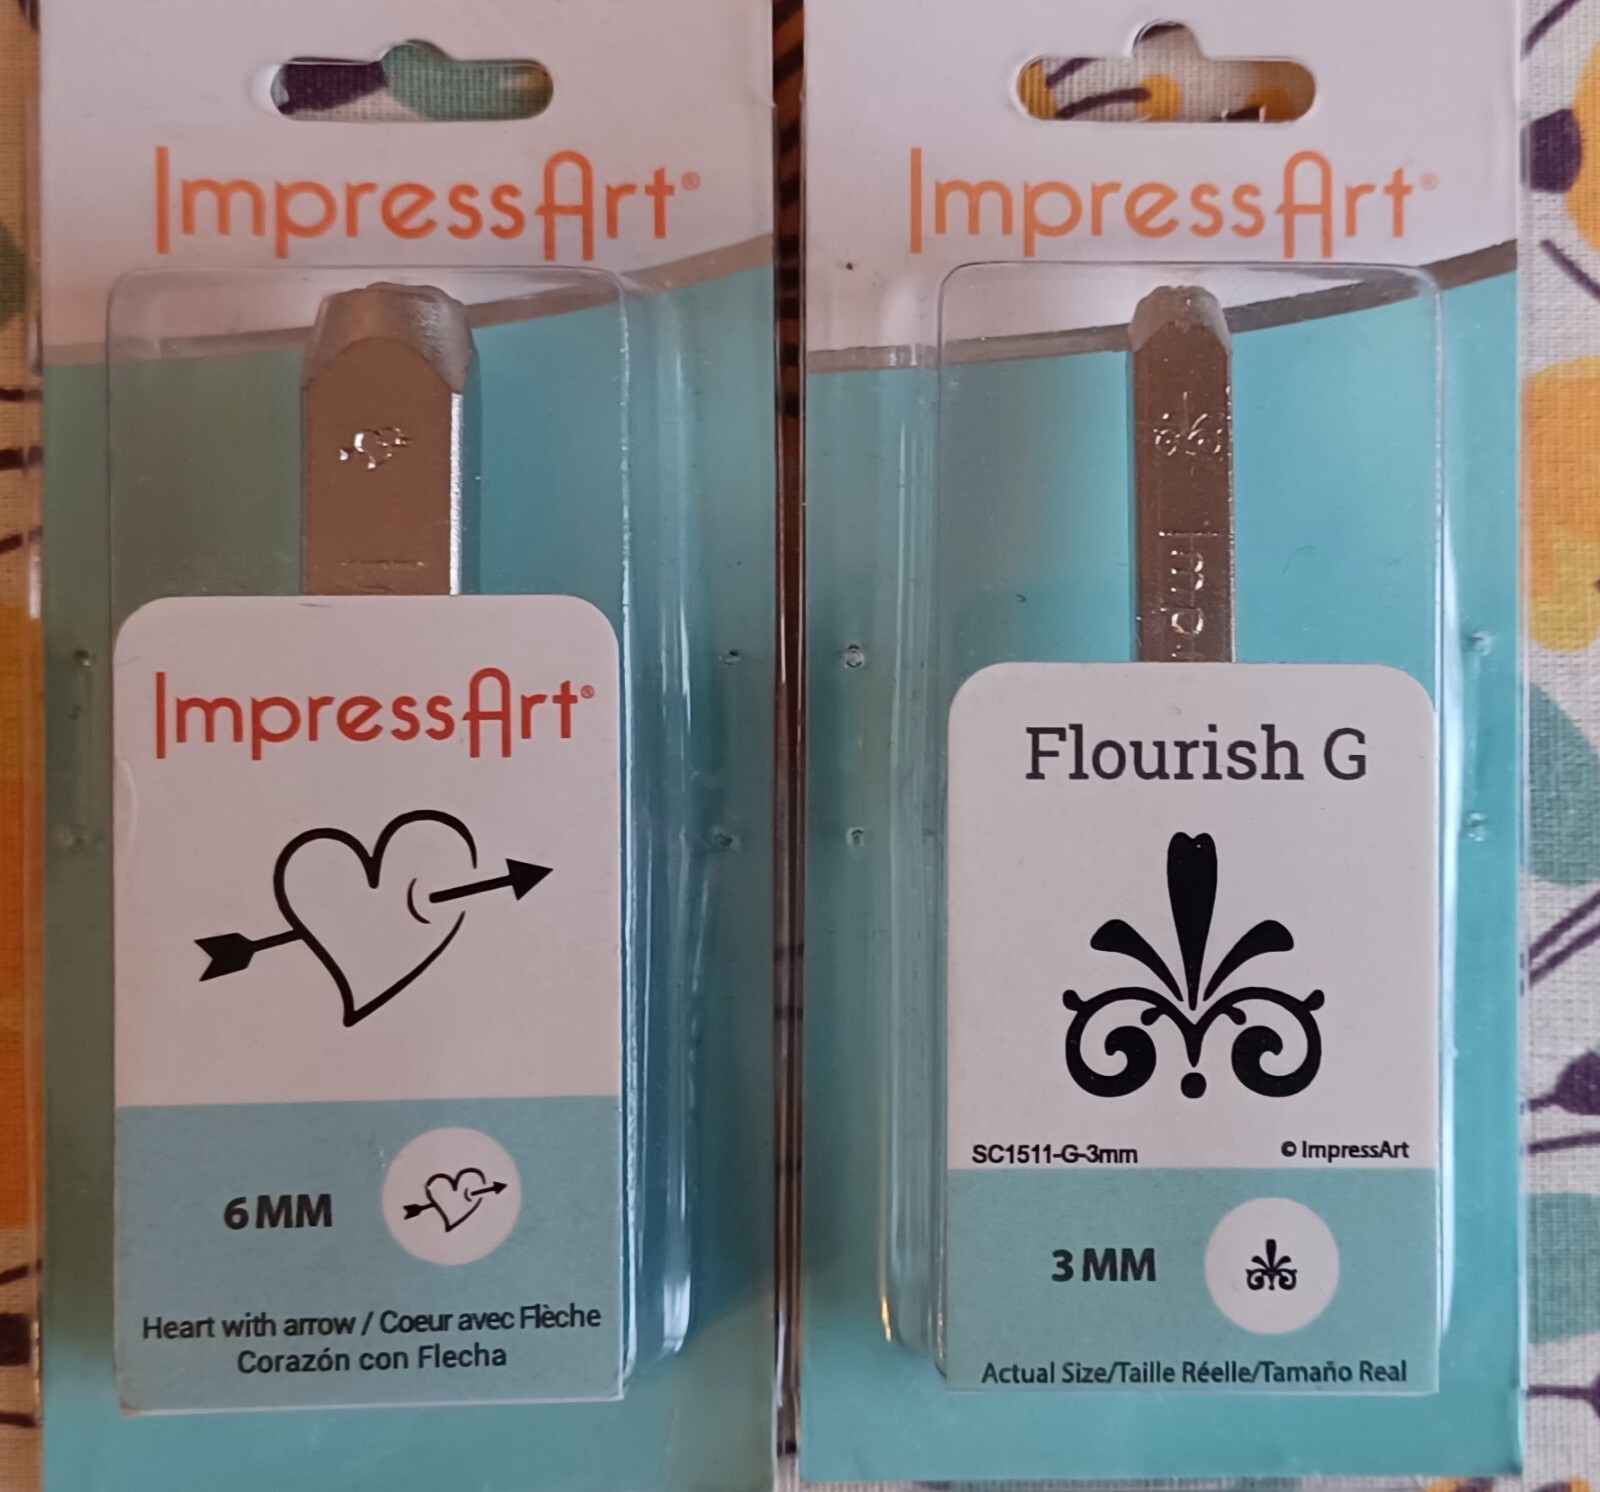 ImpressArt®
ImpressArt®
6 MM
Heart with arrow / Coeur avec Flèche
Corazón con Flecha
ImpressArt®
Imp
Flourish G
SC1511-G-3mm
© ImpressArt
3 MM
Actual Size/Taille Réelle/Tamaño Real